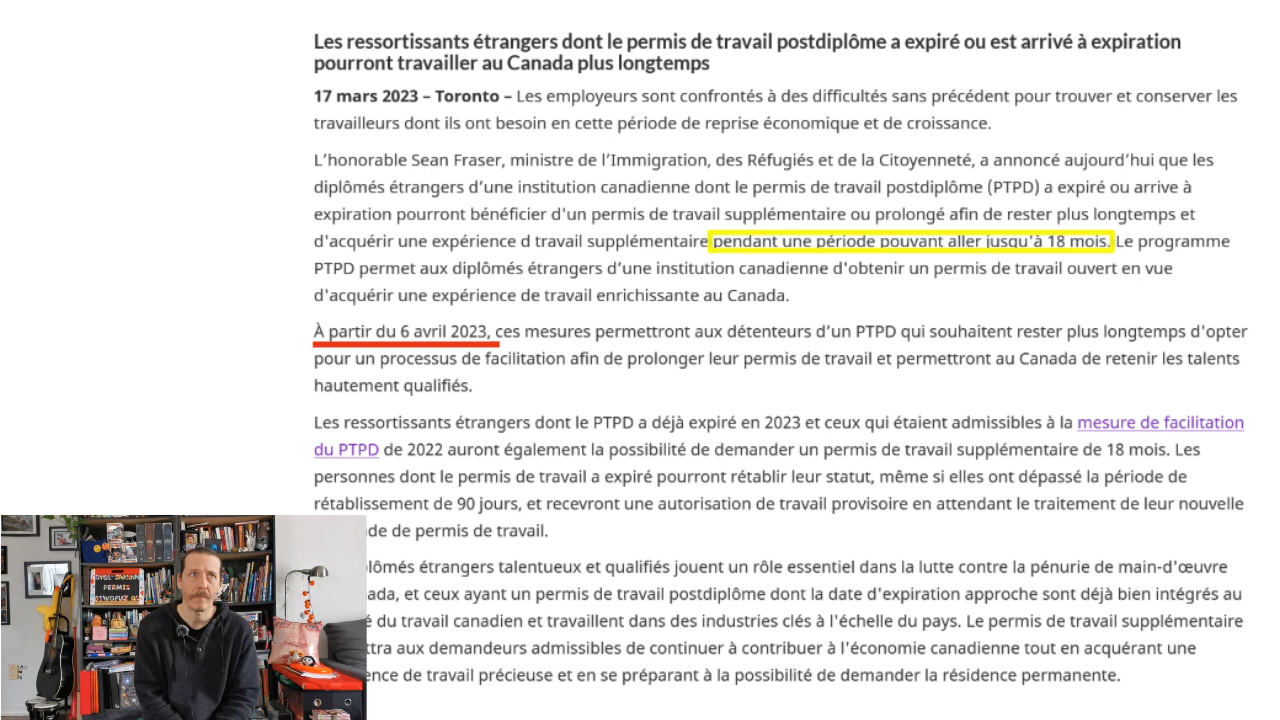 Les ressortissants étrangers dont le permis de travail postdiplôme a expiré ou est arrivé à expiration
pourront travailler au Canada plus longtemps
17 mars 2023 – Toronto – Les employeurs sont confrontés à des difficultés sans précédent pour trouver et conserver les
travailleurs dont ils ont besoin en cette période de reprise économique et de croissance.
L’honorable Sean Fraser, ministre de l’Immigration, des Réfugiés et de la Citoyenneté, a annoncé aujourd’hui que les
diplômés étrangers d’une institution canadienne dont le permis de travail postdiplôme (PTPD) a expiré ou arrive à
expiration pourront bénéficier d'un permis de travail supplémentaire ou prolongé afin de rester plus longtemps et
d'acquérir une expérience d travail supplémentaire pendant une période pouvant aller jusqu'à 18 mois. Le programme
PTPD permet aux diplômés étrangers d’une institution canadienne d'obtenir un permis de travail ouvert en vue
d'acquérir une expérience de travail enrichissante au Canada.
À partir du 6 avril 2023, ces mesures permettront aux détenteurs d’un PTPD qui souhaitent rester plus longtemps d'opter
pour un processus de facilitation afin de prolonger leur permis de travail et permettront au Canada de retenir les talents
hautement qualifiés.
Les ressortissants étrangers dont le PTPD a déjà expiré en 2023 et ceux qui étaient admissibles à la mesure de facilitation
du PTPD de 2022 auront également la possibilité de demander un permis de travail supplémentaire de 18 mois. Les
personnes dont le permis de travail a expiré pourront rétablir leur statut, même si elles ont dépassé la période de
rétablissement de 90 jours, et recevront une autorisation de travail provisoire en attendant le traitement de leur nouvelle
de de permis de travail.
lômés étrangers talentueux et qualifiés jouent un rôle essentiel dans la lutte contre la pénurie de main-d'œuvre
ada, et ceux ayant un permis de travail postdiplôme dont la date d'expiration approche sont déjà bien intégrés au
é du travail canadien et travaillent dans des industries clés à l'échelle du pays. Le permis de travail supplémentaire
ttra aux demandeurs admissibles de continuer à contribuer à l'économie canadienne tout en acquérant une
ence de travail précieuse et en se préparant à la possibilité de demander la résidence permanente.
PERMIS